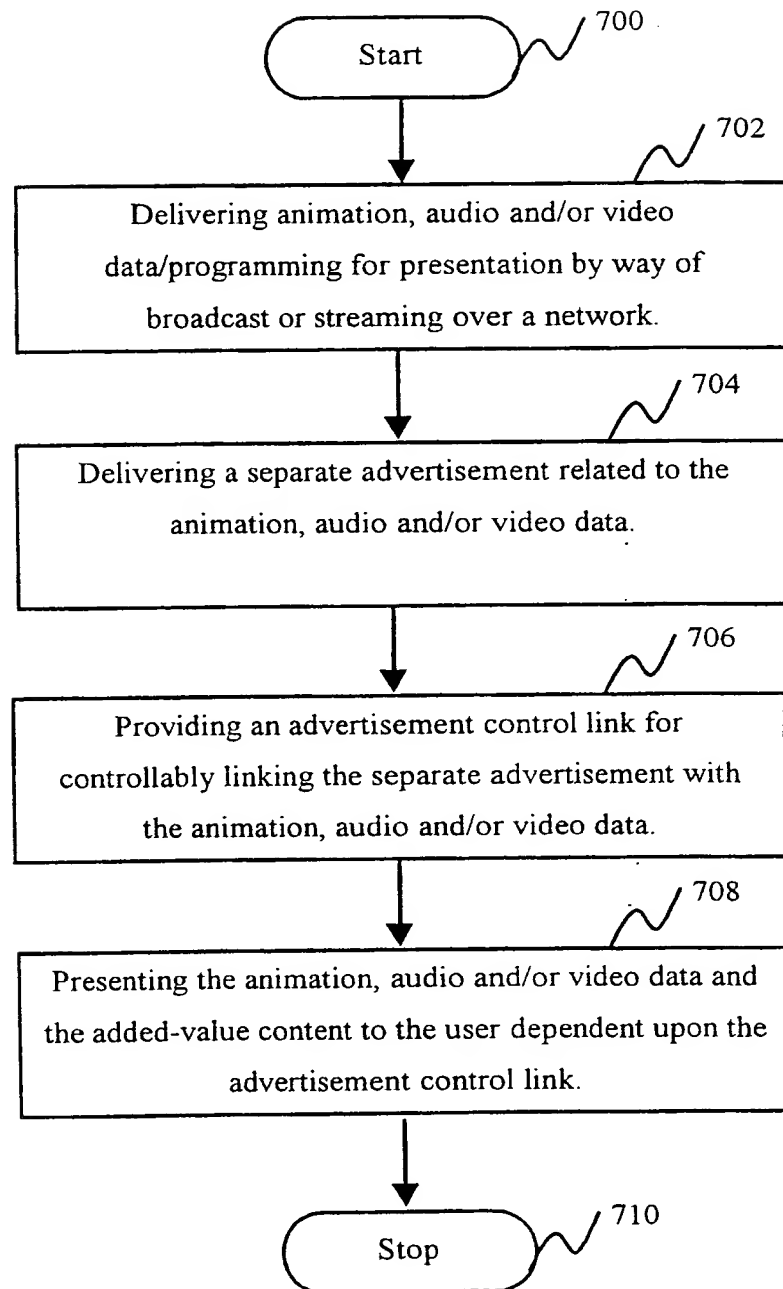 Start
700
702
Delivering animation, audio and/or video
data/programming for presentation by way of
broadcast or streaming over a network.
704
Delivering a separate advertisement related to the
animation, audio and/or video data.
706
Providing an advertisement control link for
controllably linking the separate advertisement with
the animation, audio and/or video data.
708
Presenting the animation, audio and/or video data and
the added-value content to the user dependent upon the
advertisement control link.
710
Stop